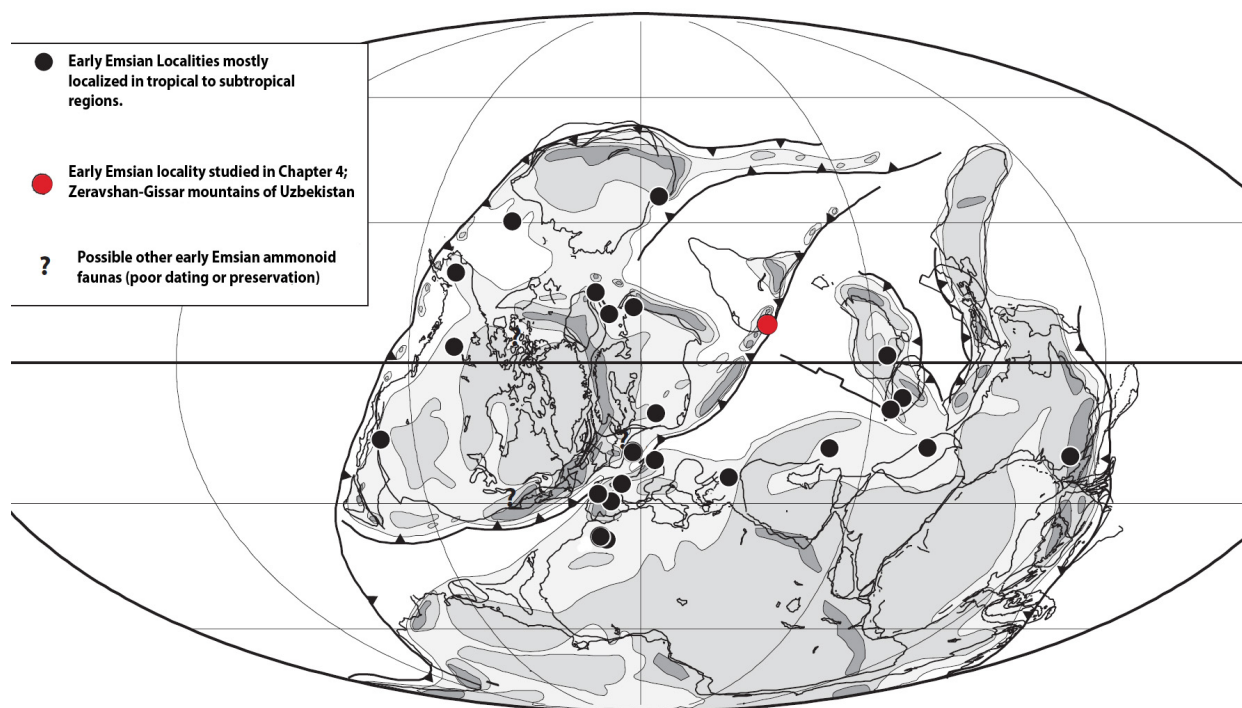 Early Emsian Localities mostly
localized in tropical to subtropical
regions.
Early Emsian locality studied in Chapter 4;
Zeravshan-Gissar mountains of Uzbekistan
? Possible other early Emsian ammonoid
faunas (poor dating or preservation)
?
?
?